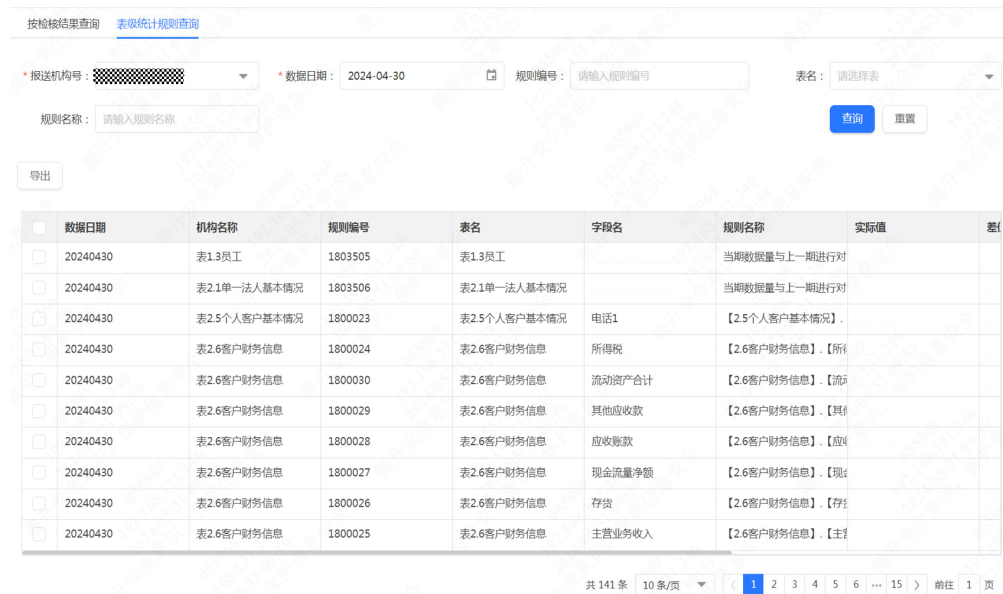 按检核结果查询 表级统计规则查询
* 报送机构号： * 数据日期： 2024-04-30 规则编号： 请输入规则编号 表名： 请选择表
规则名称： 请输入规则名称 查询 重置
导出
数据日期 机构名称 规则编号 表名 字段名 规则名称 实际值
20240430 表1.3员工 1803505 表1.3员工 当期数据量与上一期进行对
20240430 表2.1单一法人基本情况 1803506 表2.1单一法人基本情况 当期数据量与上一期进行对
20240430 表2.5个人客户基本情况 1800023 表2.5个人客户基本情况 电话1 【2.5个人客户基本情况】.
20240430 表2.6客户财务信息 1800024 表2.6客户财务信息 所得税 【2.6客户财务信息】.【所得
20240430 表2.6客户财务信息 1800030 表2.6客户财务信息 流动资产合计 【2.6客户财务信息】.【流动
20240430 表2.6客户财务信息 1800029 表2.6客户财务信息 其他应收款 【2.6客户财务信息】.【其他
20240430 表2.6客户财务信息 1800028 表2.6客户财务信息 应收账款 【2.6客户财务信息】.【应收
20240430 表2.6客户财务信息 1800027 表2.6客户财务信息 现金流量净额 【2.6客户财务信息】.【现金
20240430 表2.6客户财务信息 1800026 表2.6客户财务信息 存货 【2.6客户财务信息】.【存货
20240430 表2.6客户财务信息 1800025 表2.6客户财务信息 主营业务收入 【2.6客户财务信息】.【主营
共 141 条 10 条/页 1 2 3 4 5 6 ••• 15 前往 1 页